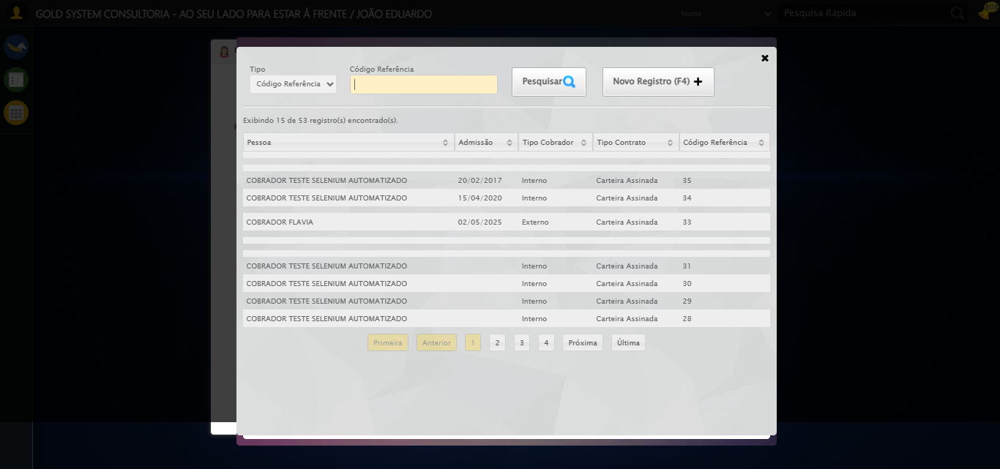 GOLD SYSTEM CONSULTORIA - AO SEU LADO PARA ESTAR À FRENTE / JOÃO EDUARDO
Nome
Pesquisa Rapida
Tipo
Código Referência
Código Referência
Pesquisar
Novo Registro (F4)
Exibindo 15 de 53 registro(s) encontrado(s).
Pessoa Admissão Tipo Cobrador Tipo Contrato Código Referência
COBRADOR TESTE SELENIUM AUTOMATIZADO 20/02/2017 Interno Carteira Assinada 35
COBRADOR TESTE SELENIUM AUTOMATIZADO 15/04/2020 Interno Carteira Assinada 34
COBRADOR FLAVIA 02/05/2025 Externo Carteira Assinada 33
COBRADOR TESTE SELENIUM AUTOMATIZADO Interno Carteira Assinada 31
COBRADOR TESTE SELENIUM AUTOMATIZADO Interno Carteira Assinada 30
COBRADOR TESTE SELENIUM AUTOMATIZADO Interno Carteira Assinada 29
COBRADOR TESTE SELENIUM AUTOMATIZADO Interno Carteira Assinada 28
Primeira Anterior 1 2 3 4 Próxima Última